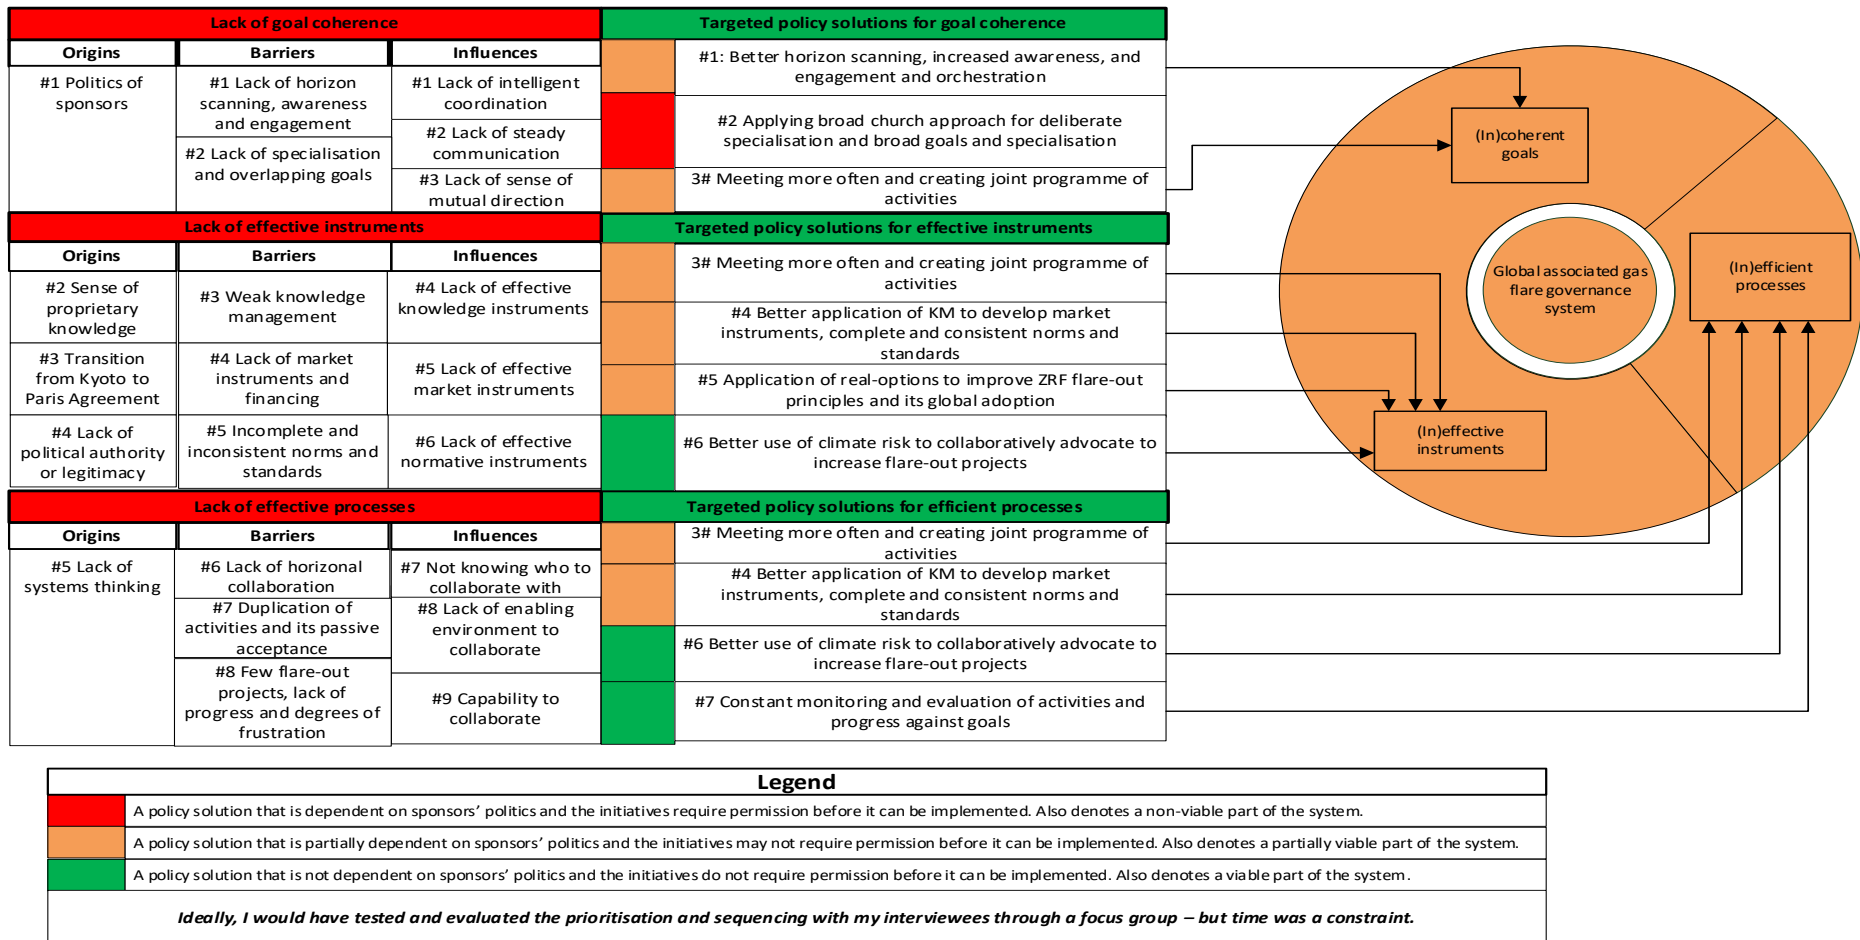 Lack of goal coherence
Targeted policy solutions for goal coherence
Origins
Barriers
Influences
#1 Politics of
sponsors
#1 Lack of horizon
scanning, awareness
and engagement
#2 Lack of specialisation
and overlapping goals
#1 Lack of intelligent
coordination
#2 Lack of steady
communication
#3 Lack of sense of
mutual direction
#1: Better horizon scanning, increased awareness, and
engagement and orchestration
#2 Applying broad church approach for deliberate
specialisation and broad goals and specialisation
3# Meeting more often and creating joint programme of
activities
Lack of effective instruments
Targeted policy solutions for effective instruments
Origins
Barriers
Influences
#2 Sense of
proprietary
knowledge
#3 Transition
from Kyoto to
Paris Agreement
#4 Lack of
political authority
or legitimacy
#3 Weak knowledge
management
#4 Lack of market
instruments and
financing
#5 Incomplete and
inconsistent norms and
standards
#4 Lack of effective
knowledge instruments
#5 Lack of effective
market instruments
#6 Lack of effective
normative instruments
3# Meeting more often and creating joint programme of
activities
#4 Better application of KM to develop market
instruments, complete and consistent norms and
standards
#5 Application of real-options to improve ZRF flare-out
principles and its global adoption
#6 Better use of climate risk to collaboratively advocate to
increase flare-out projects
Lack of effective processes
Targeted policy solutions for efficient processes
Origins
Barriers
Influences
#5 Lack of
systems thinking
#6 Lack of horizonal
collaboration
#7 Duplication of
activities and its passive
acceptance
#8 Few flare-out
projects, lack of
progress and degrees of
frustration
#7 Not knowing who to
collaborate with
#8 Lack of enabling
environment to
collaborate
#9 Capability to
collaborate
3# Meeting more often and creating joint programme of
activities
#4 Better application of KM to develop market
instruments, complete and consistent norms and
standards
#6 Better use of climate risk to collaboratively advocate to
increase flare-out projects
#7 Constant monitoring and evaluation of activities and
progress against goals
(In)coherent
goals
(In)efficient
processes
Global associated gas
flare governance
system
(In)effective
instruments
Legend
A policy solution that is dependent on sponsors' politics and the initiatives require permission before it can be implemented. Also denotes a non-viable part of the system.
A policy solution that is partially dependent on sponsors' politics and the initiatives may not require permission before it can be implemented. Also denotes a partially viable part of the system.
A policy solution that is not dependent on sponsors' politics and the initiatives do not require permission before it can be implemented. Also denotes a viable part of the system.
Ideally, I would have tested and evaluated the prioritisation and sequencing with my interviewees through a focus group – but time was a constraint.